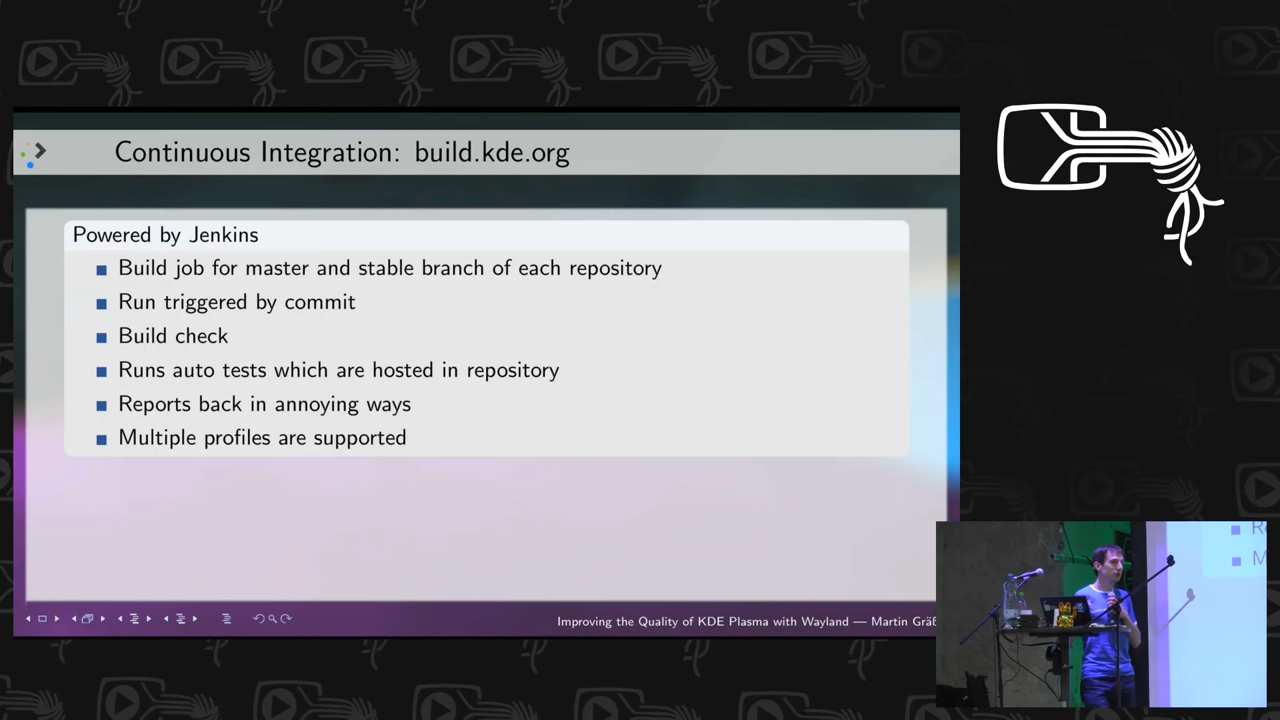 Continuous Integration: build.kde.org
Powered by Jenkins
Build job for master and stable branch of each repository
Run triggered by commit
Build check
Runs auto tests which are hosted in repository
Reports back in annoying ways
Multiple profiles are supported
Improving the Quality of KDE Plasma with Wayland — Martin Gräß